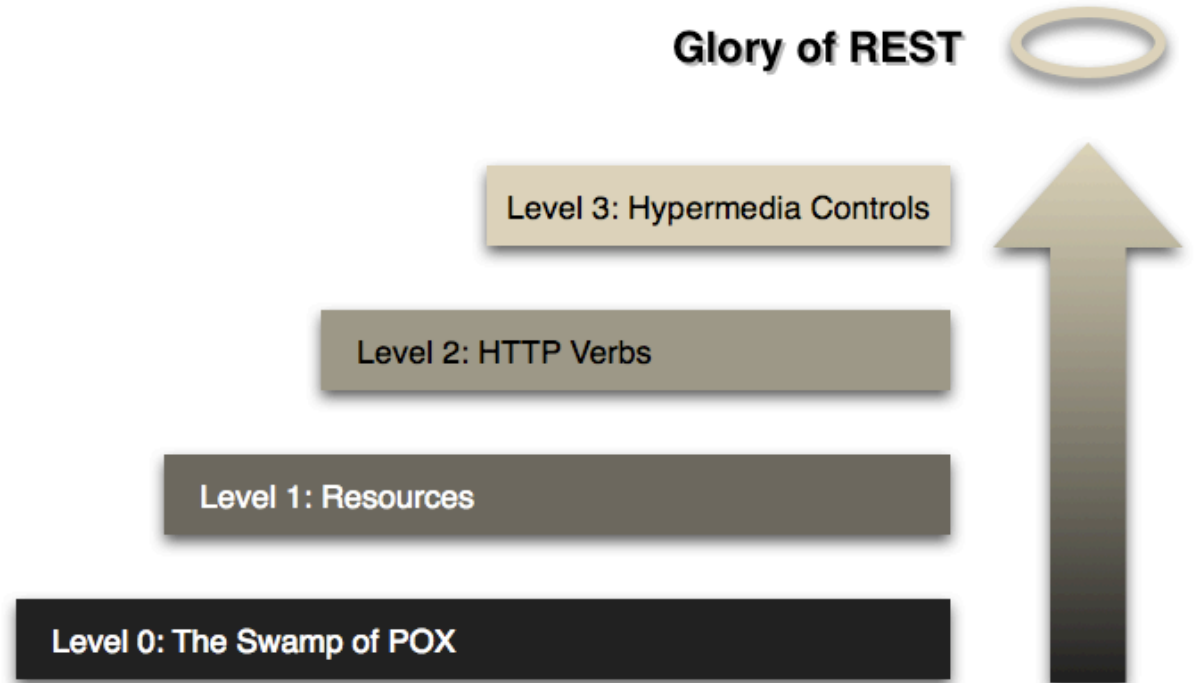 Glory of REST
Level 3: Hypermedia Controls
Level 2: HTTP Verbs
Level 1: Resources
Level 0: The Swamp of POX